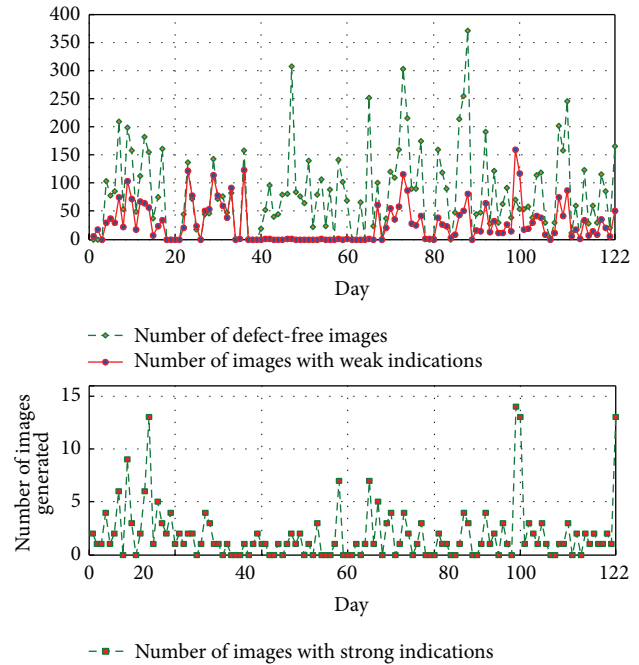 400
350
300
250
200
150
100
50
0
0 20 40 60 80 100 122
Day
Number of defect-free images
Number of images with weak indications
Number of images
generated
15
10
5
0
0 20 40 60 80 100 122
Day
Number of images with strong indications